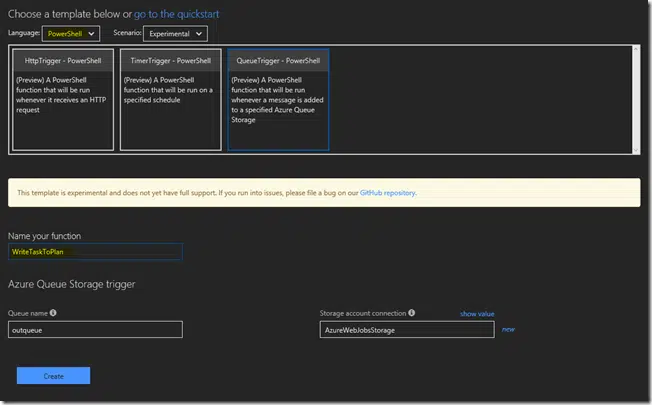 Choose a template below or go to the quickstart
Language: PowerShell Scenario: Experimental
HttpTrigger - PowerShell
(Preview) A PowerShell
function that will be run
whenever it receives an HTTP
request
TimerTrigger - PowerShell
(Preview) A PowerShell
function that will be run on a
specified schedule
QueueTrigger - PowerShell
(Preview) A PowerShell
function that will be run
whenever a message is added
to a specified Azure Queue
Storage
This template is experimental and does not yet have full support. If you run into issues, please file a bug on our GitHub repository.
Name your function
WriteTaskToPlan
Azure Queue Storage trigger
Queue name
outqueue
Storage account connection show value
AzureWebJobsStorage new
Create